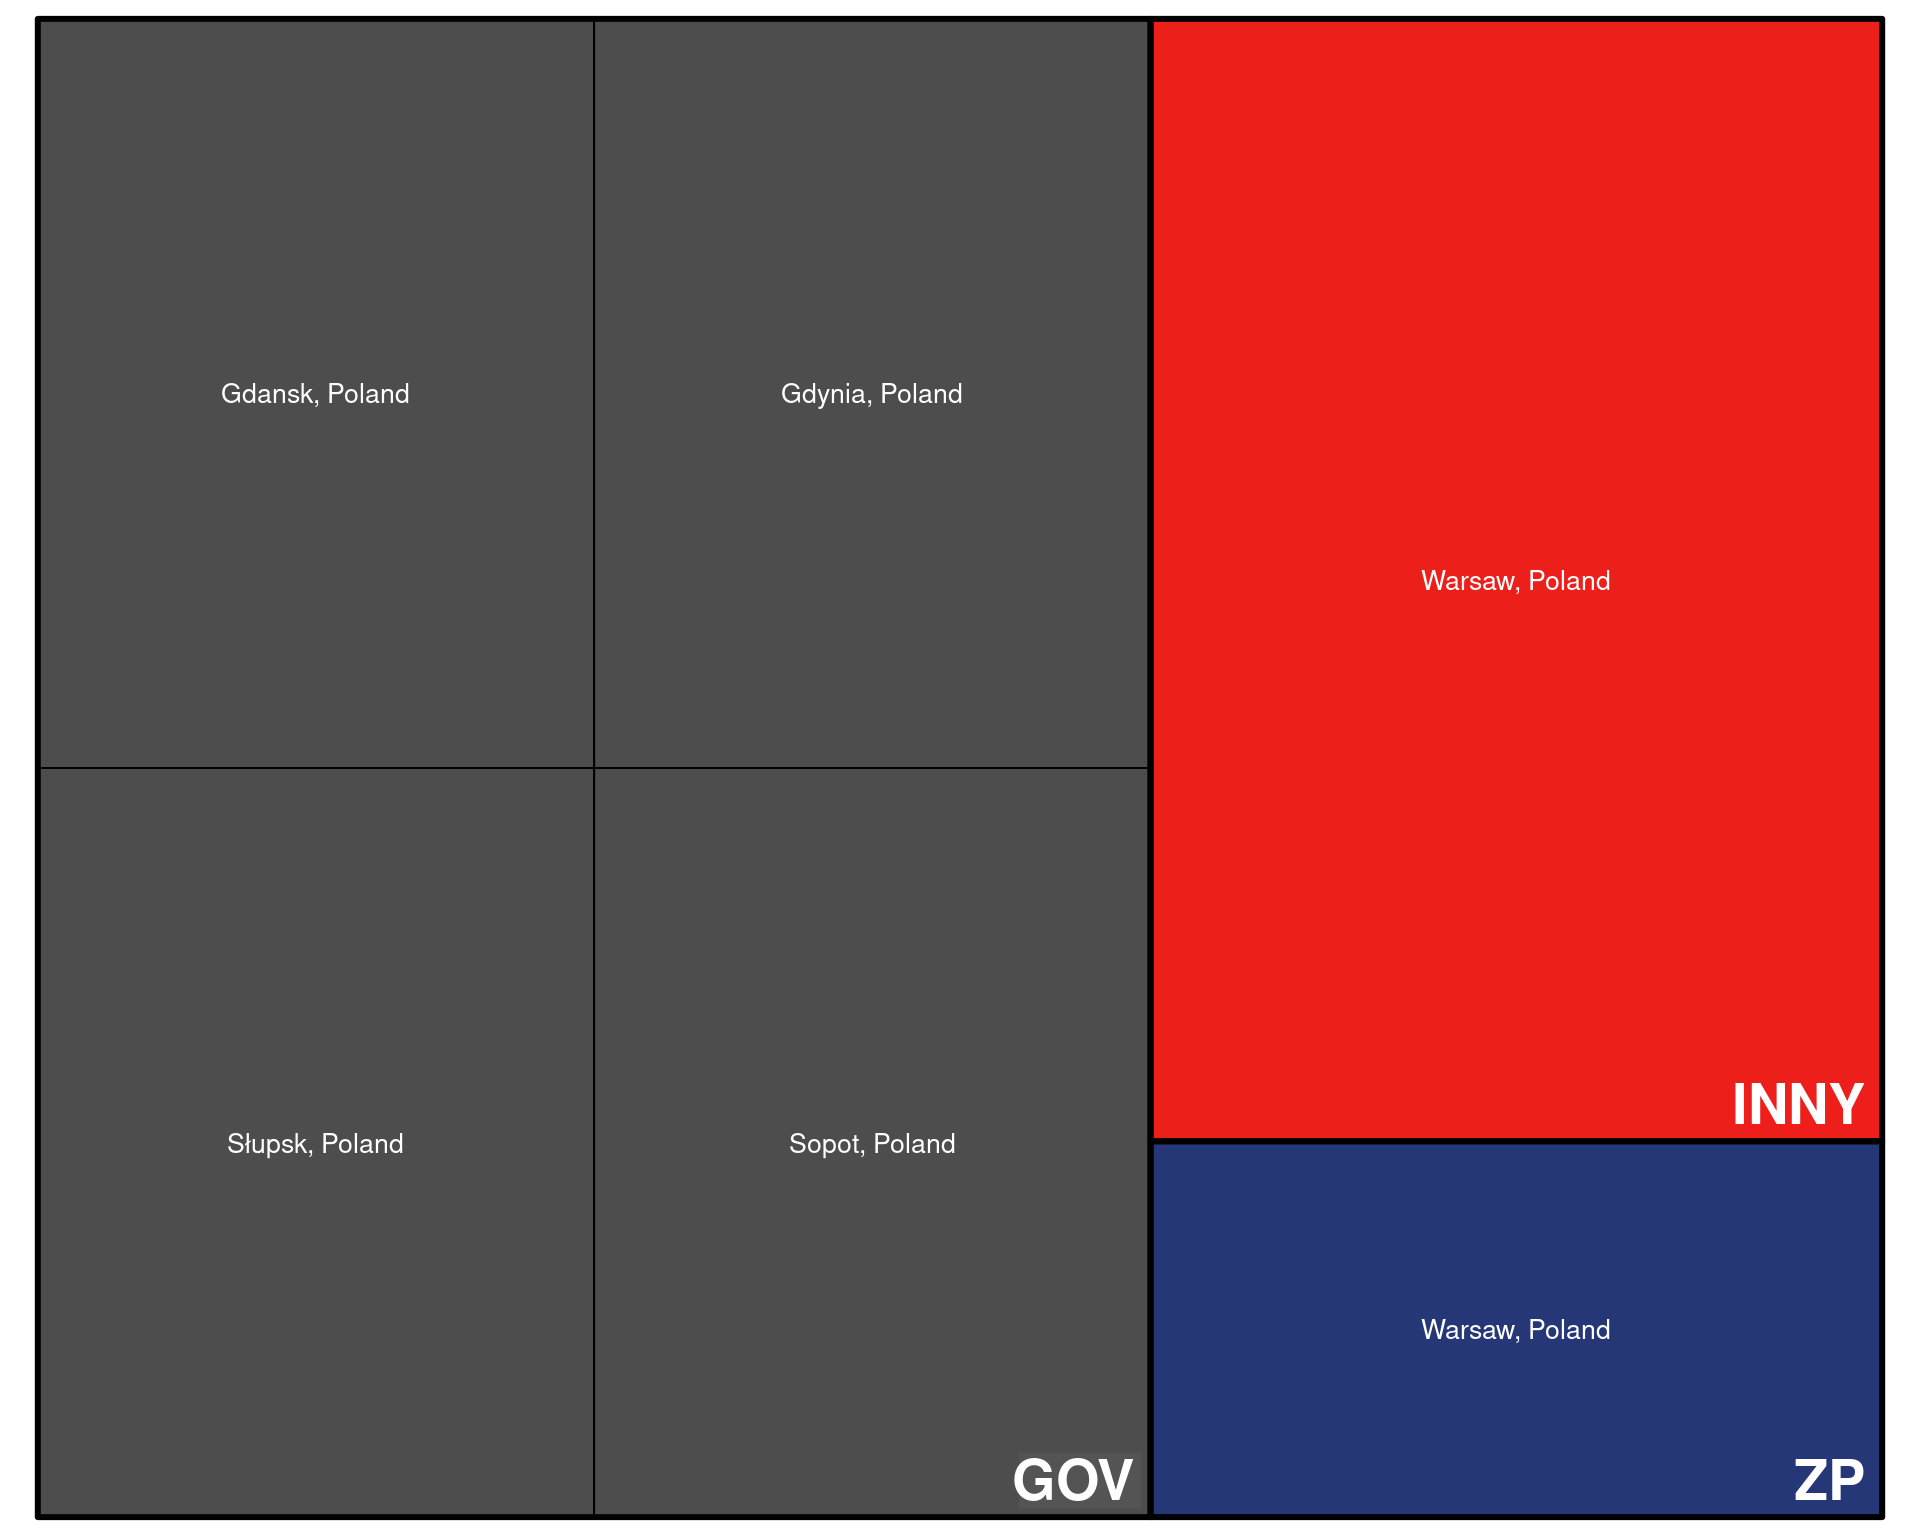 Gdansk, Poland
Gdynia, Poland
Warsaw, Poland
INNY
Słupsk, Poland
Sopot, Poland
GOV
Warsaw, Poland
ZP